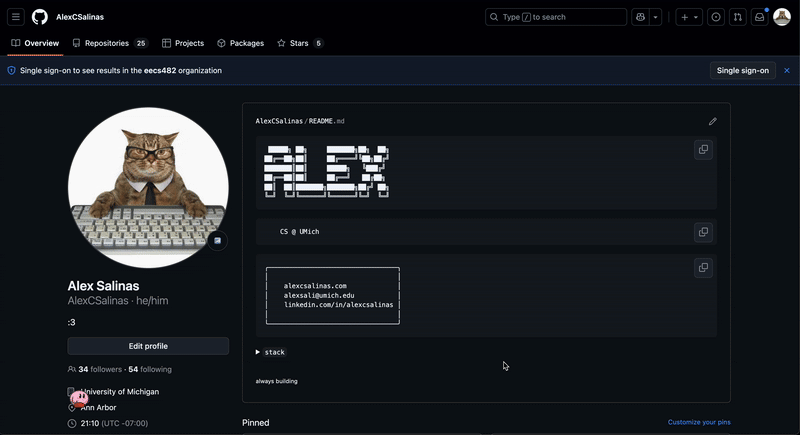 AlexCSalinas
Type / to search
Overview
Repositories 25
Projects
Packages
Stars 5
Single sign-on to see results in the eecs482 organization
Single sign-on
AlexCSalinas / README.md
ALEX
CS @ UMich
alexcsalinas.com
alexsali@umich.edu
linkedin.com/in/alexcsalinas
stack
always building
Alex Salinas
AlexCSalinas · he/him
:3
Edit profile
34 followers · 54 following
University of Michigan
Ann Arbor
21:10 (UTC -07:00)
Pinned
Customize your pins